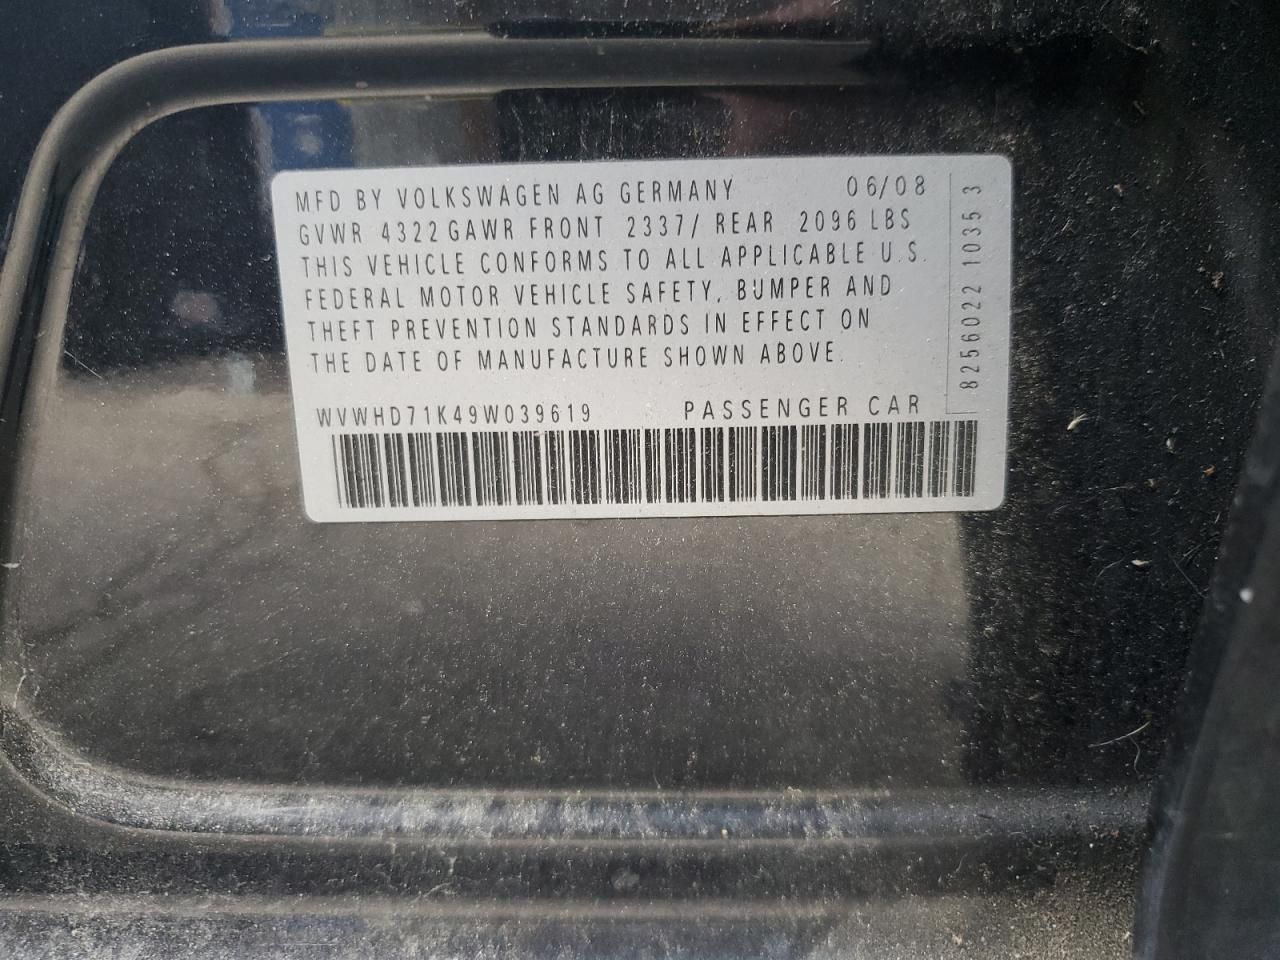 MFD BY VOLKSWAGEN AG GERMANY 06/08
GVWR 4322 GAWR FRONT 2337/ REAR 2096 LBS
THIS VEHICLE CONFORMS TO ALL APPLICABLE U.S.
FEDERAL MOTOR VEHICLE SAFETY, BUMPER AND
THEFT PREVENTION STANDARDS IN EFFECT ON
THE DATE OF MANUFACTURE SHOWN ABOVE.
WVWHD71K49W039619 PASSENGER CAR
8256022 10353 3